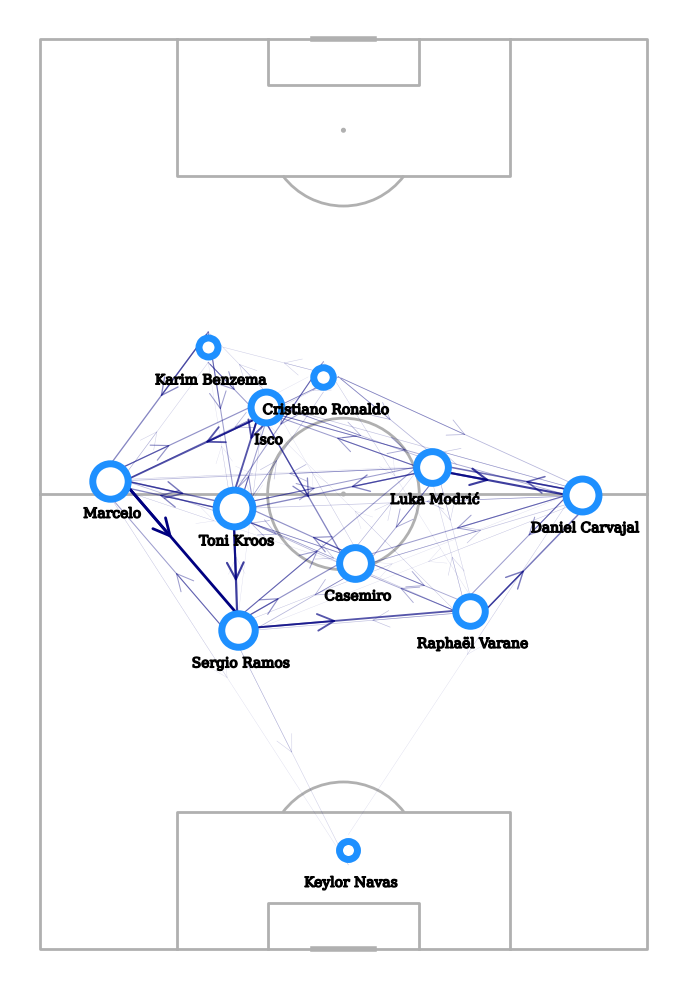 Karim Benzema
Cristiano Ronaldo
Isco
Luka Modrić
Marcelo
Daniel Carvajal
Toni Kroos
Casemiro
Raphaël Varane
Sergio Ramos
Keylor Navas